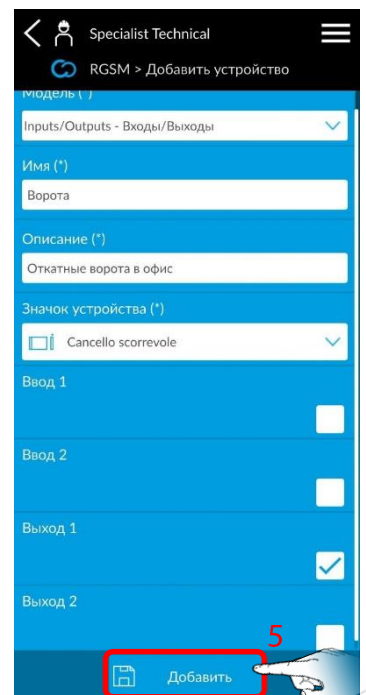 Specialist Technical
RGSM > Добавить устройство
Модель (*)
Inputs/Outputs - Входы/Выходы
Имя (*)
Ворота
Описание (*)
Откатные ворота в офис
Значок устройства (*)
Cancello scorrevole
Ввод 1
Ввод 2
Выход 1
Выход 2
5
Добавить